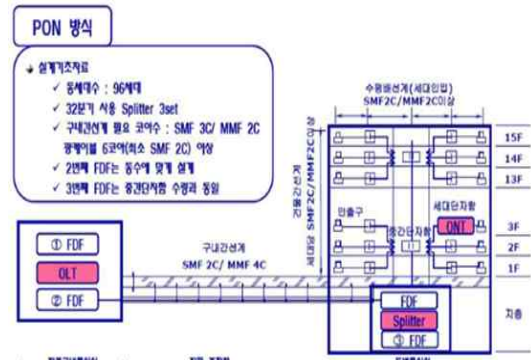 PON 방식
설계기초자료
✓ 동세대수 : 96세대
✓ 32분기 사용 Splitter 3set
✓ 구내간선계 필요 코어수 : SMF 3C/ MMF 2C
광케이블 6코어(최소 SMF 2C) 이상
✓ 2번째 FDF는 동수에 맞게 설계
✓ 3번째 FDF는 중간단자함 수량과 동일
수평배선계(세대인입)
SMF2C/MMF2C이상
15F
14F
13F
건물간선계
세대당 SMF2C/MMF2C이상
인출구
세대단자함
중간단자함
ONT
3F
2F
1F
① FDF
OLT
② FDF
구내간선계
SMF 2C/ MMF 4C
FDF
Splitter
③ FDF
지층